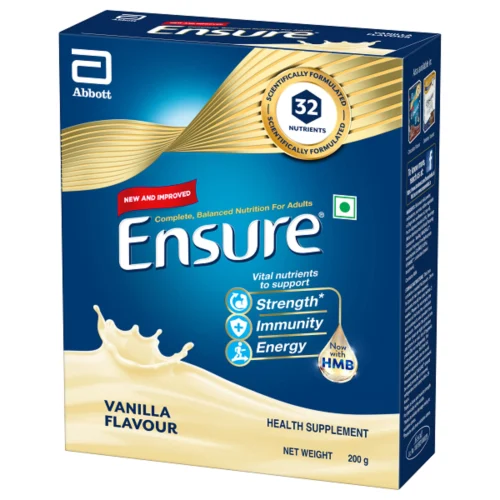 Abbott
SCIENTIFICALLY FORMULATED
32
NUTRIENTS
SCIENTIFICALLY FORMULATED
NEW AND IMPROVED
Complete, Balanced Nutrition For Adults
Ensure®
Vital nutrients
to support
Strength*
Immunity
Energy
Now
with
HMB
VANILLA
FLAVOUR
HEALTH SUPPLEMENT
NET WEIGHT 200 g